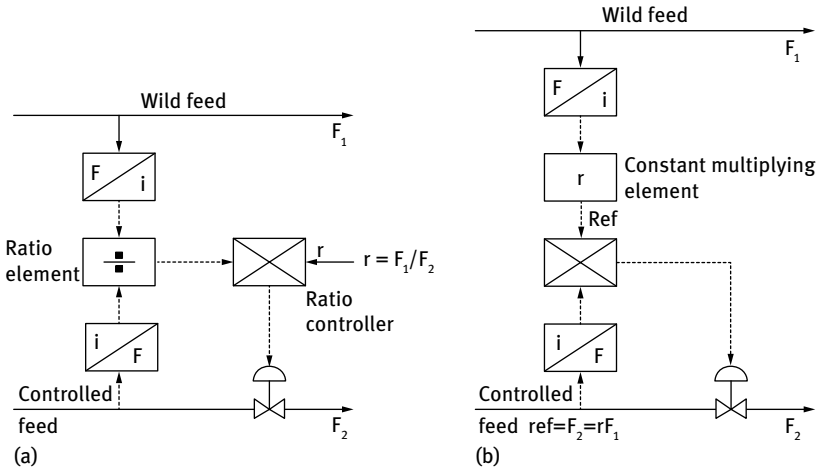 Wild feed
F₁
F
i
Ratio
element
÷
r
r = F₁/F₂
Ratio
controller
i
F
Controlled
feed
F₂
(a)
Wild feed
F₁
F
i
r
Constant multiplying
element
Ref
i
F
Controlled
feed ref=F₂=rF₁
F₂
(b)